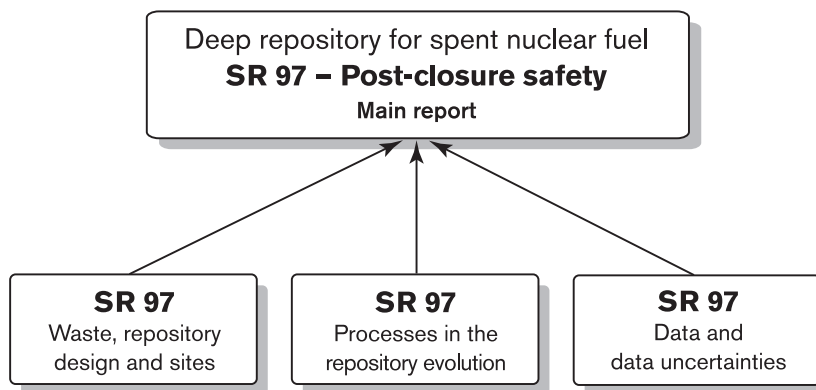 Deep repository for spent nuclear fuel
SR 97 – Post-closure safety
Main report
SR 97
Waste, repository
design and sites
SR 97
Processes in the
repository evolution
SR 97
Data and
data uncertainties